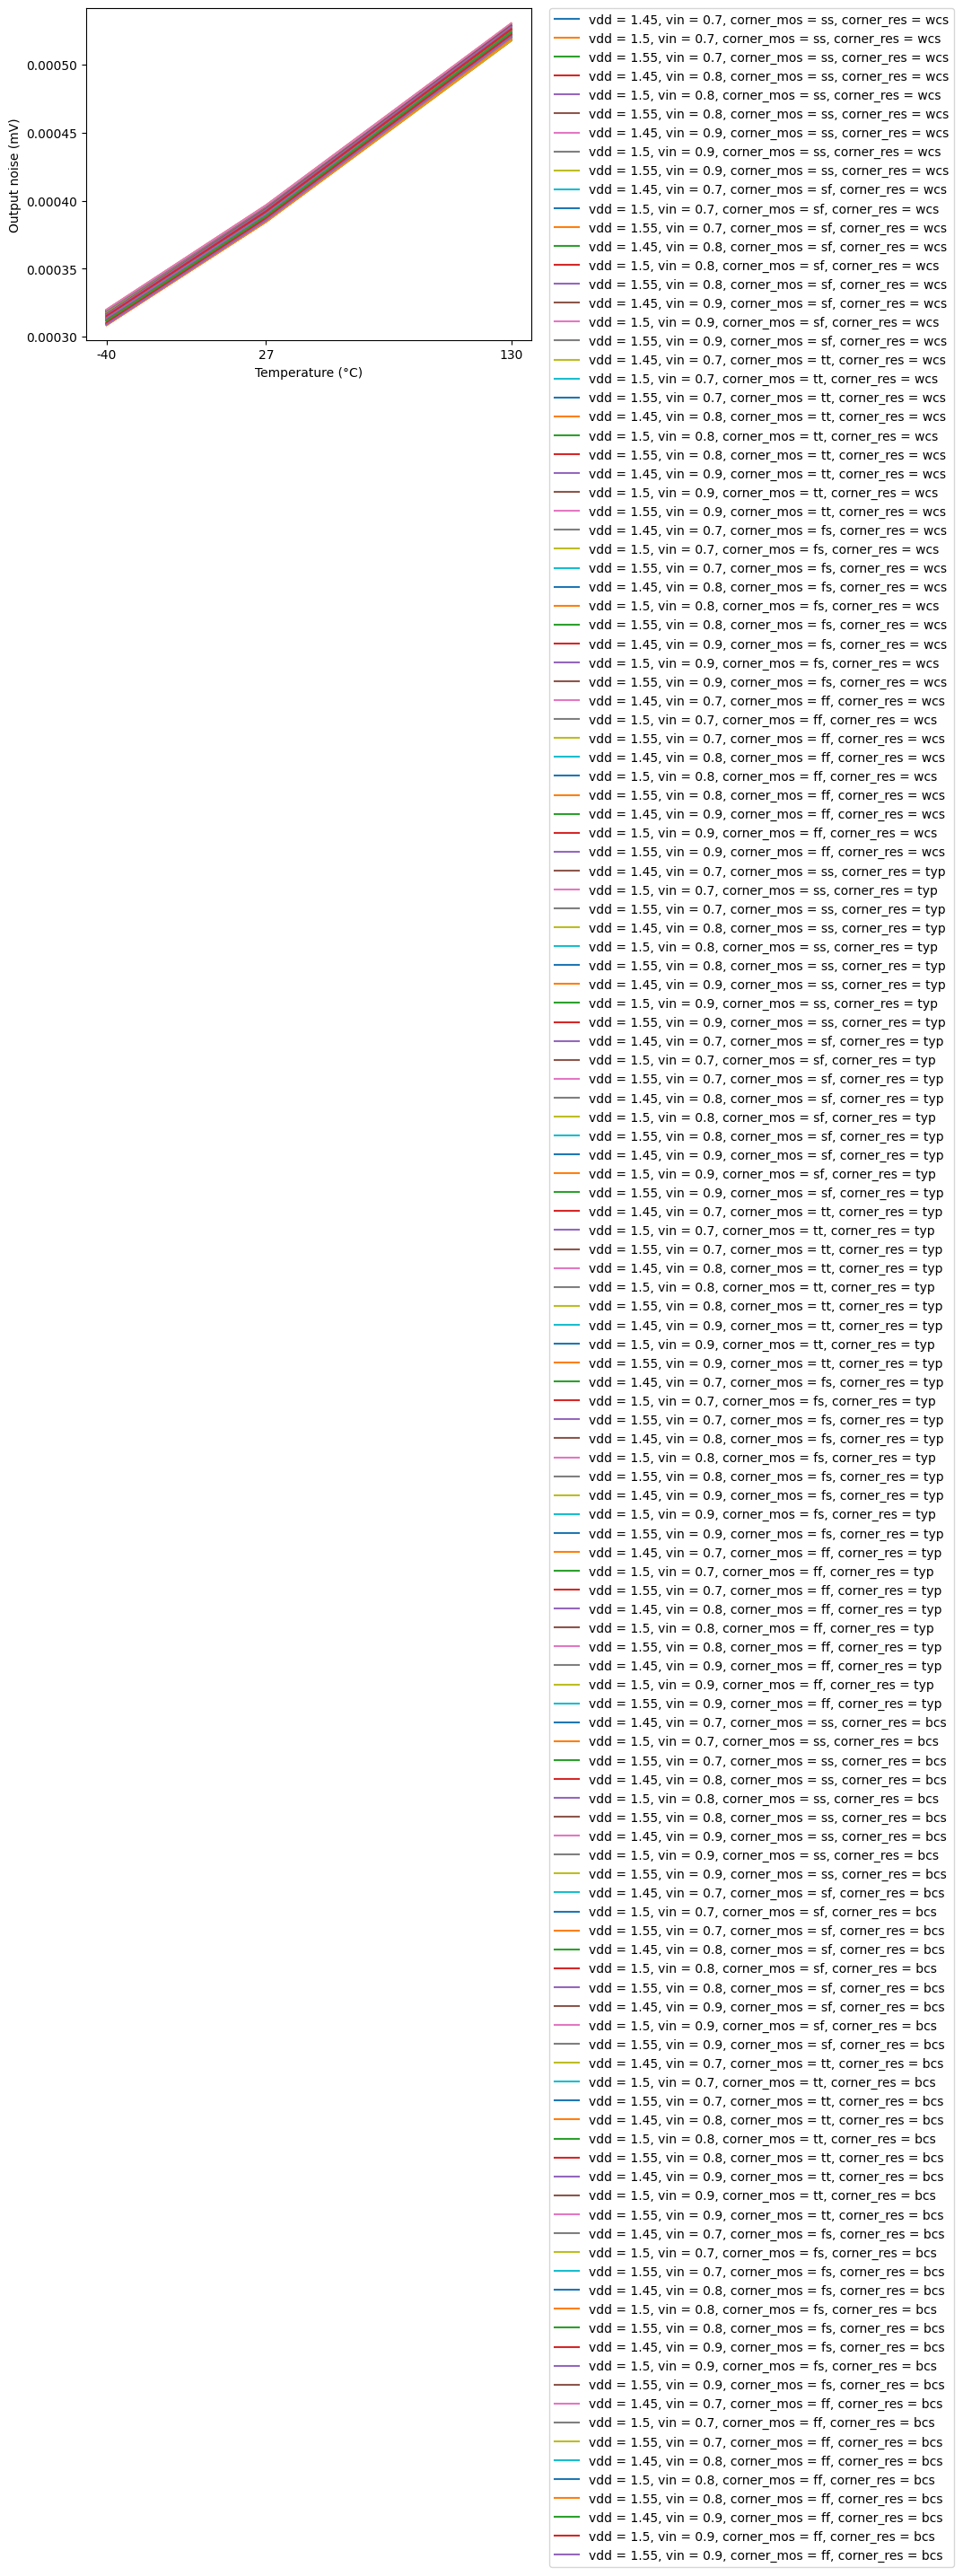 0.00050
0.00045
0.00040
0.00035
0.00030
Output noise (mV)
-40 27 130
Temperature (°C)
vdd = 1.45, vin = 0.7, corner_mos = ss, corner_res = wcs
vdd = 1.5, vin = 0.7, corner_mos = ss, corner_res = wcs
vdd = 1.55, vin = 0.7, corner_mos = ss, corner_res = wcs
vdd = 1.45, vin = 0.8, corner_mos = ss, corner_res = wcs
vdd = 1.5, vin = 0.8, corner_mos = ss, corner_res = wcs
vdd = 1.55, vin = 0.8, corner_mos = ss, corner_res = wcs
vdd = 1.45, vin = 0.9, corner_mos = ss, corner_res = wcs
vdd = 1.5, vin = 0.9, corner_mos = ss, corner_res = wcs
vdd = 1.55, vin = 0.9, corner_mos = ss, corner_res = wcs
vdd = 1.45, vin = 0.7, corner_mos = sf, corner_res = wcs
vdd = 1.5, vin = 0.7, corner_mos = sf, corner_res = wcs
vdd = 1.55, vin = 0.7, corner_mos = sf, corner_res = wcs
vdd = 1.45, vin = 0.8, corner_mos = sf, corner_res = wcs
vdd = 1.5, vin = 0.8, corner_mos = sf, corner_res = wcs
vdd = 1.55, vin = 0.8, corner_mos = sf, corner_res = wcs
vdd = 1.45, vin = 0.9, corner_mos = sf, corner_res = wcs
vdd = 1.5, vin = 0.9, corner_mos = sf, corner_res = wcs
vdd = 1.55, vin = 0.9, corner_mos = sf, corner_res = wcs
vdd = 1.45, vin = 0.7, corner_mos = tt, corner_res = wcs
vdd = 1.5, vin = 0.7, corner_mos = tt, corner_res = wcs
vdd = 1.55, vin = 0.7, corner_mos = tt, corner_res = wcs
vdd = 1.45, vin = 0.8, corner_mos = tt, corner_res = wcs
vdd = 1.5, vin = 0.8, corner_mos = tt, corner_res = wcs
vdd = 1.55, vin = 0.8, corner_mos = tt, corner_res = wcs
vdd = 1.45, vin = 0.9, corner_mos = tt, corner_res = wcs
vdd = 1.5, vin = 0.9, corner_mos = tt, corner_res = wcs
vdd = 1.55, vin = 0.9, corner_mos = tt, corner_res = wcs
vdd = 1.45, vin = 0.7, corner_mos = fs, corner_res = wcs
vdd = 1.5, vin = 0.7, corner_mos = fs, corner_res = wcs
vdd = 1.55, vin = 0.7, corner_mos = fs, corner_res = wcs
vdd = 1.45, vin = 0.8, corner_mos = fs, corner_res = wcs
vdd = 1.5, vin = 0.8, corner_mos = fs, corner_res = wcs
vdd = 1.55, vin = 0.8, corner_mos = fs, corner_res = wcs
vdd = 1.45, vin = 0.9, corner_mos = fs, corner_res = wcs
vdd = 1.5, vin = 0.9, corner_mos = fs, corner_res = wcs
vdd = 1.55, vin = 0.9, corner_mos = fs, corner_res = wcs
vdd = 1.45, vin = 0.7, corner_mos = ff, corner_res = wcs
vdd = 1.5, vin = 0.7, corner_mos = ff, corner_res = wcs
vdd = 1.55, vin = 0.7, corner_mos = ff, corner_res = wcs
vdd = 1.45, vin = 0.8, corner_mos = ff, corner_res = wcs
vdd = 1.5, vin = 0.8, corner_mos = ff, corner_res = wcs
vdd = 1.55, vin = 0.8, corner_mos = ff, corner_res = wcs
vdd = 1.45, vin = 0.9, corner_mos = ff, corner_res = wcs
vdd = 1.5, vin = 0.9, corner_mos = ff, corner_res = wcs
vdd = 1.55, vin = 0.9, corner_mos = ff, corner_res = wcs
vdd = 1.45, vin = 0.7, corner_mos = ss, corner_res = typ
vdd = 1.5, vin = 0.7, corner_mos = ss, corner_res = typ
vdd = 1.55, vin = 0.7, corner_mos = ss, corner_res = typ
vdd = 1.45, vin = 0.8, corner_mos = ss, corner_res = typ
vdd = 1.5, vin = 0.8, corner_mos = ss, corner_res = typ
vdd = 1.55, vin = 0.8, corner_mos = ss, corner_res = typ
vdd = 1.45, vin = 0.9, corner_mos = ss, corner_res = typ
vdd = 1.5, vin = 0.9, corner_mos = ss, corner_res = typ
vdd = 1.55, vin = 0.9, corner_mos = ss, corner_res = typ
vdd = 1.45, vin = 0.7, corner_mos = sf, corner_res = typ
vdd = 1.5, vin = 0.7, corner_mos = sf, corner_res = typ
vdd = 1.55, vin = 0.7, corner_mos = sf, corner_res = typ
vdd = 1.45, vin = 0.8, corner_mos = sf, corner_res = typ
vdd = 1.5, vin = 0.8, corner_mos = sf, corner_res = typ
vdd = 1.55, vin = 0.8, corner_mos = sf, corner_res = typ
vdd = 1.45, vin = 0.9, corner_mos = sf, corner_res = typ
vdd = 1.5, vin = 0.9, corner_mos = sf, corner_res = typ
vdd = 1.55, vin = 0.9, corner_mos = sf, corner_res = typ
vdd = 1.45, vin = 0.7, corner_mos = tt, corner_res = typ
vdd = 1.5, vin = 0.7, corner_mos = tt, corner_res = typ
vdd = 1.55, vin = 0.7, corner_mos = tt, corner_res = typ
vdd = 1.45, vin = 0.8, corner_mos = tt, corner_res = typ
vdd = 1.5, vin = 0.8, corner_mos = tt, corner_res = typ
vdd = 1.55, vin = 0.8, corner_mos = tt, corner_res = typ
vdd = 1.45, vin = 0.9, corner_mos = tt, corner_res = typ
vdd = 1.5, vin = 0.9, corner_mos = tt, corner_res = typ
vdd = 1.55, vin = 0.9, corner_mos = tt, corner_res = typ
vdd = 1.45, vin = 0.7, corner_mos = fs, corner_res = typ
vdd = 1.5, vin = 0.7, corner_mos = fs, corner_res = typ
vdd = 1.55, vin = 0.7, corner_mos = fs, corner_res = typ
vdd = 1.45, vin = 0.8, corner_mos = fs, corner_res = typ
vdd = 1.5, vin = 0.8, corner_mos = fs, corner_res = typ
vdd = 1.55, vin = 0.8, corner_mos = fs, corner_res = typ
vdd = 1.45, vin = 0.9, corner_mos = fs, corner_res = typ
vdd = 1.5, vin = 0.9, corner_mos = fs, corner_res = typ
vdd = 1.55, vin = 0.9, corner_mos = fs, corner_res = typ
vdd = 1.45, vin = 0.7, corner_mos = ff, corner_res = typ
vdd = 1.5, vin = 0.7, corner_mos = ff, corner_res = typ
vdd = 1.55, vin = 0.7, corner_mos = ff, corner_res = typ
vdd = 1.45, vin = 0.8, corner_mos = ff, corner_res = typ
vdd = 1.5, vin = 0.8, corner_mos = ff, corner_res = typ
vdd = 1.55, vin = 0.8, corner_mos = ff, corner_res = typ
vdd = 1.45, vin = 0.9, corner_mos = ff, corner_res = typ
vdd = 1.5, vin = 0.9, corner_mos = ff, corner_res = typ
vdd = 1.55, vin = 0.9, corner_mos = ff, corner_res = typ
vdd = 1.45, vin = 0.7, corner_mos = ss, corner_res = bcs
vdd = 1.5, vin = 0.7, corner_mos = ss, corner_res = bcs
vdd = 1.55, vin = 0.7, corner_mos = ss, corner_res = bcs
vdd = 1.45, vin = 0.8, corner_mos = ss, corner_res = bcs
vdd = 1.5, vin = 0.8, corner_mos = ss, corner_res = bcs
vdd = 1.55, vin = 0.8, corner_mos = ss, corner_res = bcs
vdd = 1.45, vin = 0.9, corner_mos = ss, corner_res = bcs
vdd = 1.5, vin = 0.9, corner_mos = ss, corner_res = bcs
vdd = 1.55, vin = 0.9, corner_mos = ss, corner_res = bcs
vdd = 1.45, vin = 0.7, corner_mos = sf, corner_res = bcs
vdd = 1.5, vin = 0.7, corner_mos = sf, corner_res = bcs
vdd = 1.55, vin = 0.7, corner_mos = sf, corner_res = bcs
vdd = 1.45, vin = 0.8, corner_mos = sf, corner_res = bcs
vdd = 1.5, vin = 0.8, corner_mos = sf, corner_res = bcs
vdd = 1.55, vin = 0.8, corner_mos = sf, corner_res = bcs
vdd = 1.45, vin = 0.9, corner_mos = sf, corner_res = bcs
vdd = 1.5, vin = 0.9, corner_mos = sf, corner_res = bcs
vdd = 1.55, vin = 0.9, corner_mos = sf, corner_res = bcs
vdd = 1.45, vin = 0.7, corner_mos = tt, corner_res = bcs
vdd = 1.5, vin = 0.7, corner_mos = tt, corner_res = bcs
vdd = 1.55, vin = 0.7, corner_mos = tt, corner_res = bcs
vdd = 1.45, vin = 0.8, corner_mos = tt, corner_res = bcs
vdd = 1.5, vin = 0.8, corner_mos = tt, corner_res = bcs
vdd = 1.55, vin = 0.8, corner_mos = tt, corner_res = bcs
vdd = 1.45, vin = 0.9, corner_mos = tt, corner_res = bcs
vdd = 1.5, vin = 0.9, corner_mos = tt, corner_res = bcs
vdd = 1.55, vin = 0.9, corner_mos = tt, corner_res = bcs
vdd = 1.45, vin = 0.7, corner_mos = fs, corner_res = bcs
vdd = 1.5, vin = 0.7, corner_mos = fs, corner_res = bcs
vdd = 1.55, vin = 0.7, corner_mos = fs, corner_res = bcs
vdd = 1.45, vin = 0.8, corner_mos = fs, corner_res = bcs
vdd = 1.5, vin = 0.8, corner_mos = fs, corner_res = bcs
vdd = 1.55, vin = 0.8, corner_mos = fs, corner_res = bcs
vdd = 1.45, vin = 0.9, corner_mos = fs, corner_res = bcs
vdd = 1.5, vin = 0.9, corner_mos = fs, corner_res = bcs
vdd = 1.55, vin = 0.9, corner_mos = fs, corner_res = bcs
vdd = 1.45, vin = 0.7, corner_mos = ff, corner_res = bcs
vdd = 1.5, vin = 0.7, corner_mos = ff, corner_res = bcs
vdd = 1.55, vin = 0.7, corner_mos = ff, corner_res = bcs
vdd = 1.45, vin = 0.8, corner_mos = ff, corner_res = bcs
vdd = 1.5, vin = 0.8, corner_mos = ff, corner_res = bcs
vdd = 1.55, vin = 0.8, corner_mos = ff, corner_res = bcs
vdd = 1.45, vin = 0.9, corner_mos = ff, corner_res = bcs
vdd = 1.5, vin = 0.9, corner_mos = ff, corner_res = bcs
vdd = 1.55, vin = 0.9, corner_mos = ff, corner_res = bcs